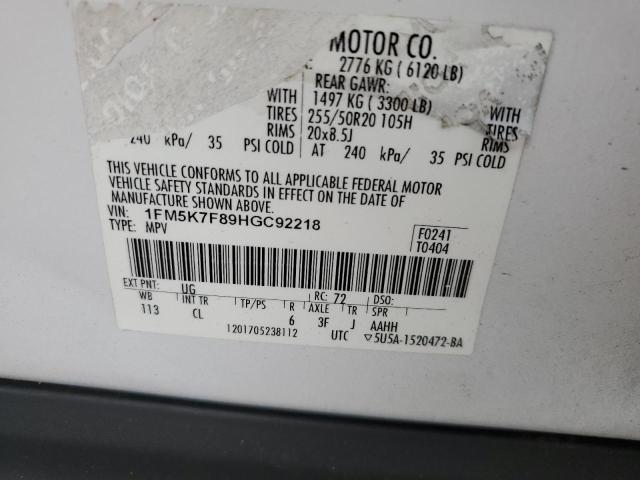 MOTOR CO.
2776 KG ( 6120 LB)
REAR GAWR:
WITH 1497 KG ( 3300 LB) WITH
TIRES 255/50R20 105H TIRES
RIMS 20x8.5J RIMS
240 kPa/ 35 PSI COLD AT 240 kPa/ 35 PSI COLD
THIS VEHICLE CONFORMS TO ALL APPLICABLE FEDERAL MOTOR
VEHICLE SAFETY STANDARDS IN EFFECT ON THE DATE OF
MANUFACTURE SHOWN ABOVE.
VIN: 1FM5K7F89HGC92218
TYPE: MPV
F0241
T0404
EXT PNT: UG RC: 72 DSO:
WB INT TR TP/PS R AXLE TR SPR
113 CL 6 3F J AAHH
1201705238112 UTC ▽5U5A-1520472-BA